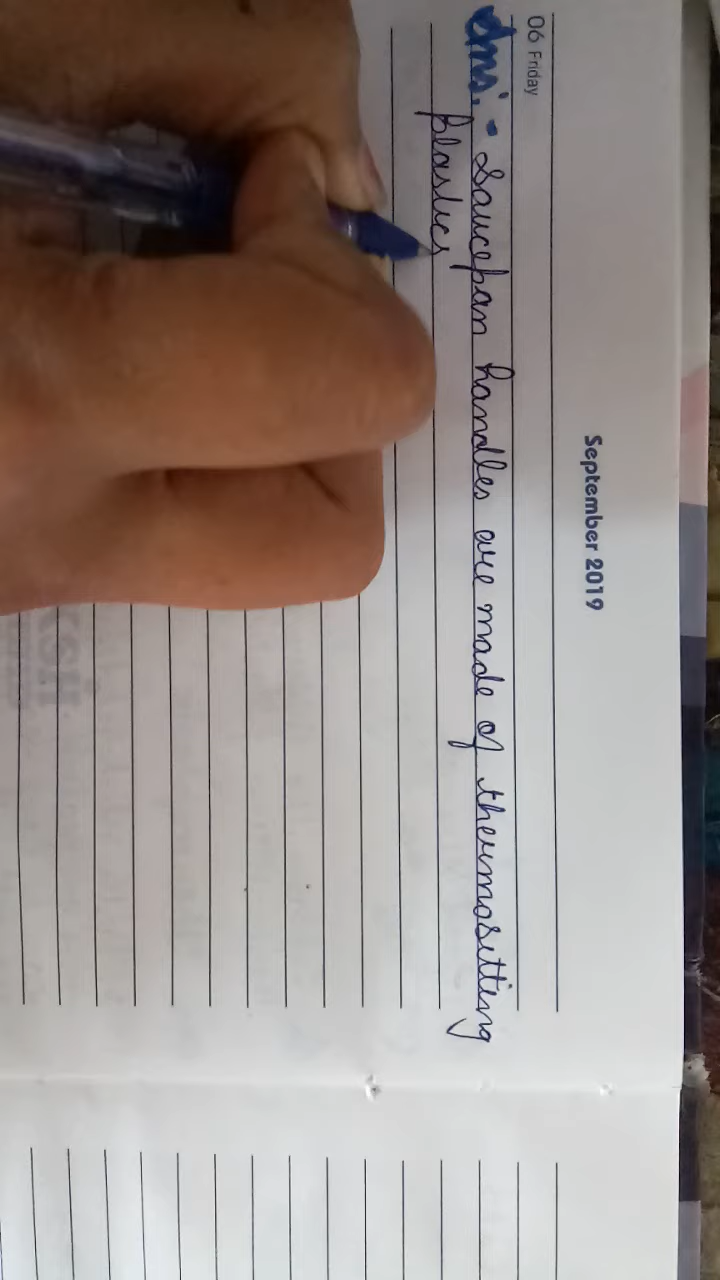 September 2019
06 Friday
Ans:- Saucepan handles are made of thermosetting
plastics